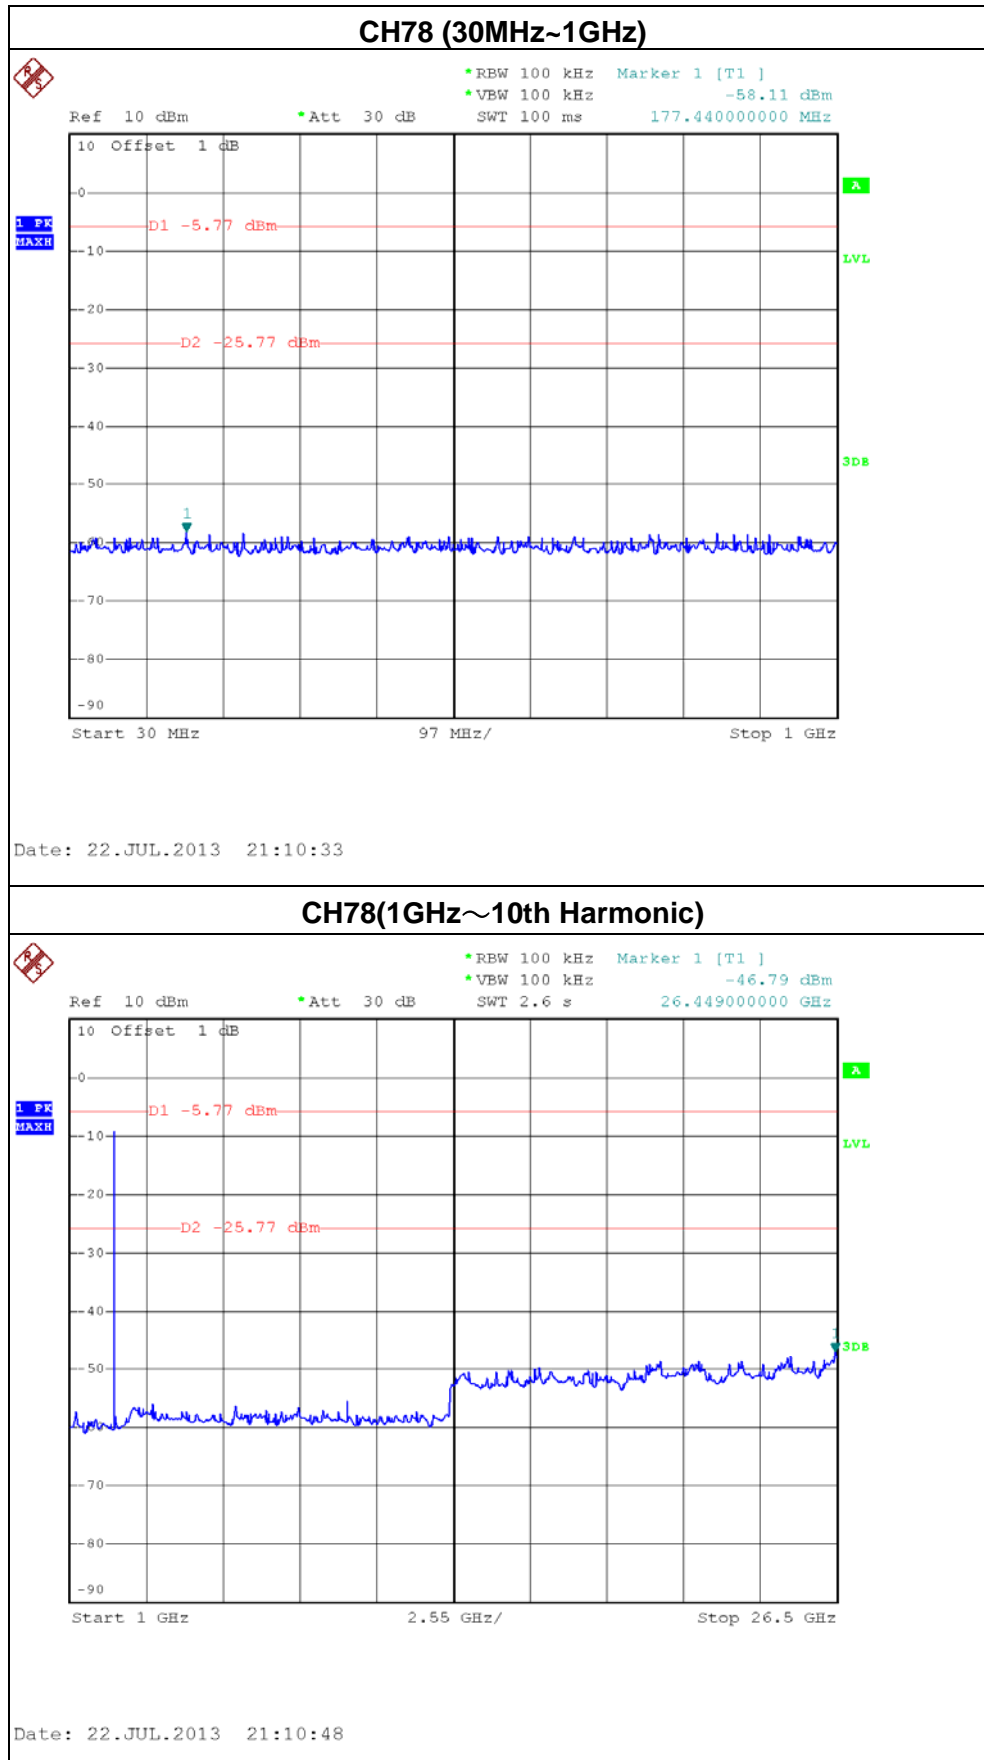 CH78 (30MHz~1GHz)
R S
*RBW 100 kHz Marker 1 [T1 ]
*VBW 100 kHz -58.11 dBm
Ref 10 dBm *Att 30 dB SWT 100 ms 177.440000000 MHz
10 Offset 1 dB
A
0
1 PK
MAXH
D1 -5.77 dBm
-10
LVL
-20
D2 -25.77 dBm
-30
-40
3DB
-50
1
-60
-70
-80
-90
Start 30 MHz 97 MHz/ Stop 1 GHz
Date: 22.JUL.2013 21:10:33
CH78(1GHz～10th Harmonic)
R S
*RBW 100 kHz Marker 1 [T1 ]
*VBW 100 kHz -46.79 dBm
Ref 10 dBm *Att 30 dB SWT 2.6 s 26.449000000 GHz
10 Offset 1 dB
A
0
1 PK
MAXH
D1 -5.77 dBm
-10
LVL
-20
D2 -25.77 dBm
-30
-40
1
3DB
-50
-60
-70
-80
-90
Start 1 GHz 2.55 GHz/ Stop 26.5 GHz
Date: 22.JUL.2013 21:10:48